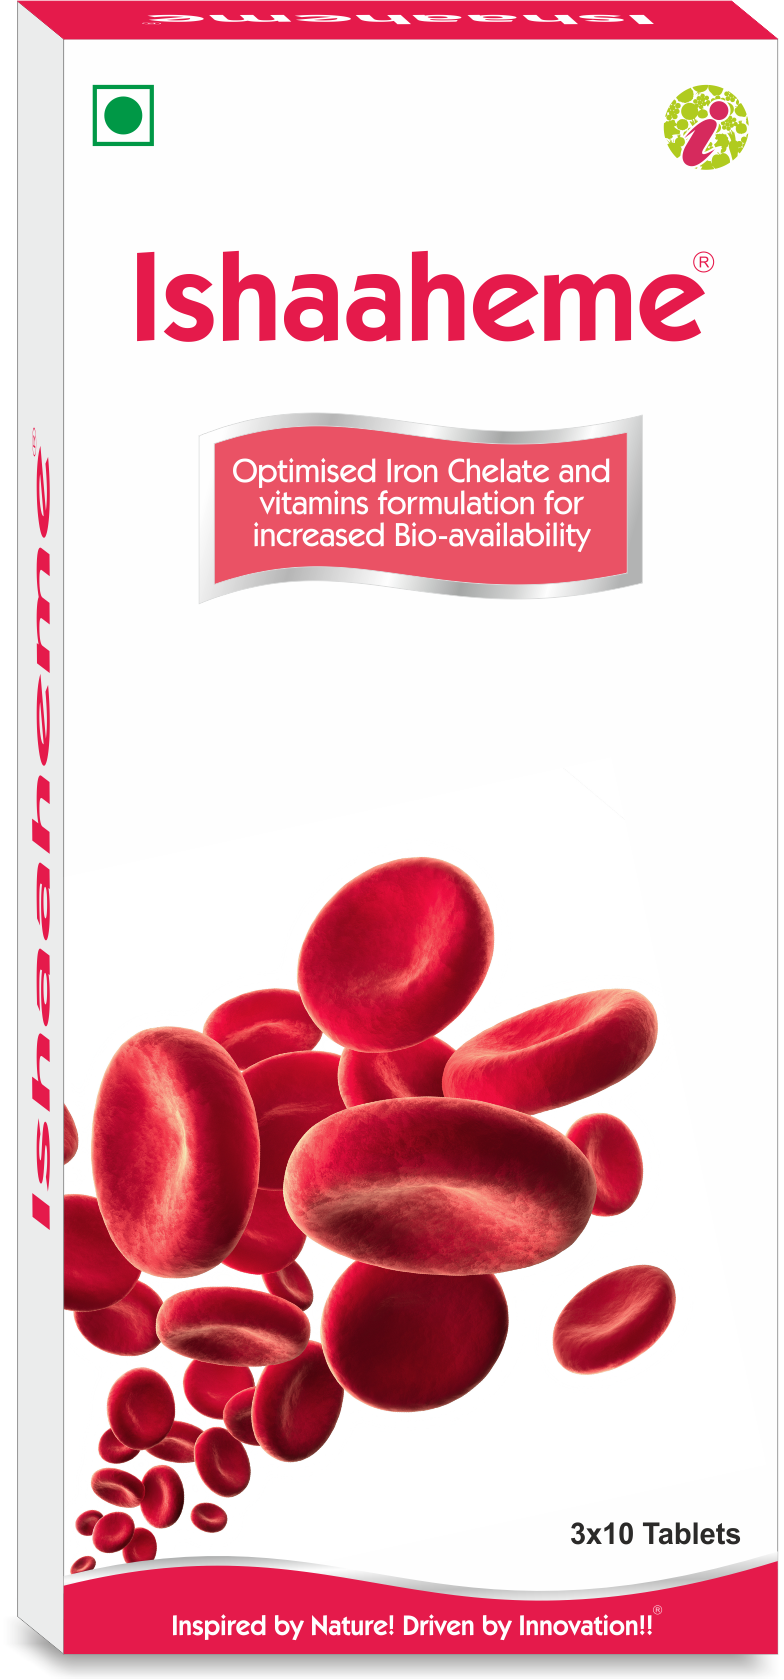 Ishaaheme®
Ishaaheme®
Optimised Iron Chelate and
vitamins formulation for
increased Bio-availability
Ishaaheme®
3x10 Tablets
Inspired by Nature! Driven by Innovation!!®